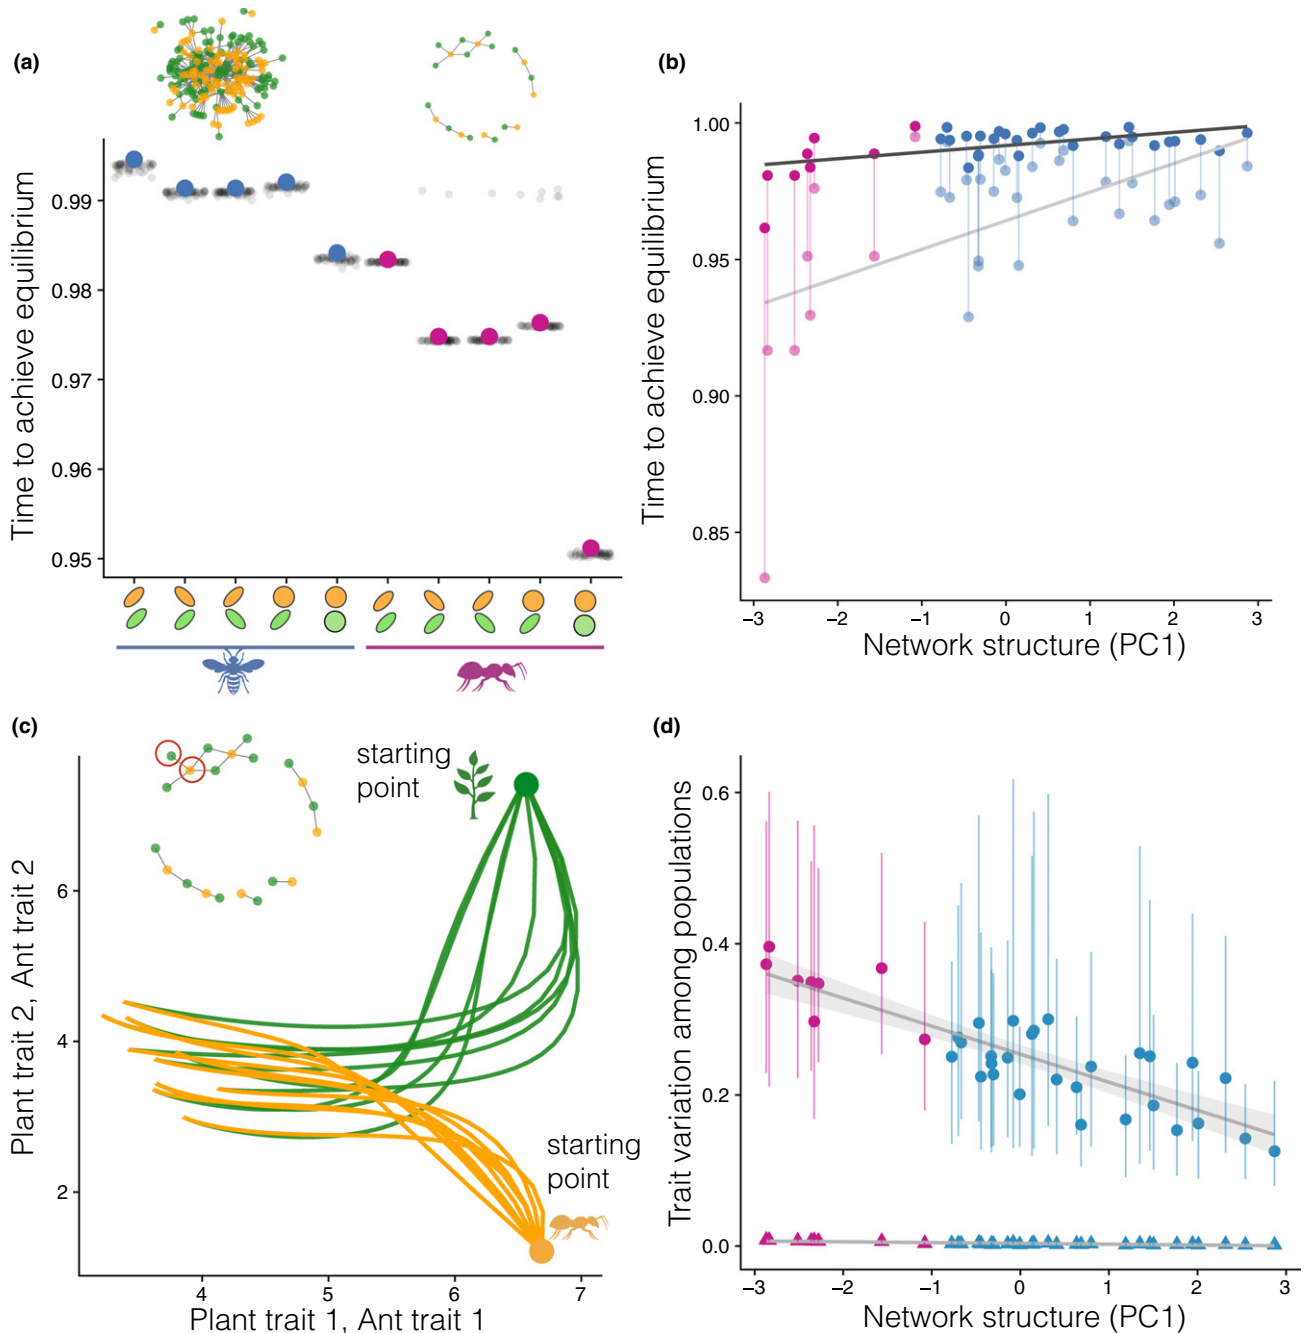 (a)
Time to achieve equilibrium
0.99
0.98
0.97
0.96
0.95
(b)
Time to achieve equilibrium
1.00
0.95
0.90
0.85
−3
−2
−1
0
1
2
3
Network structure (PC1)
(c)
Plant trait 2, Ant trait 2
6
4
2
starting
point
starting
point
4
5
6
7
Plant trait 1, Ant trait 1
(d)
Trait variation among populations
0.6
0.4
0.2
0.0
−3
−2
−1
0
1
2
3
Network structure (PC1)